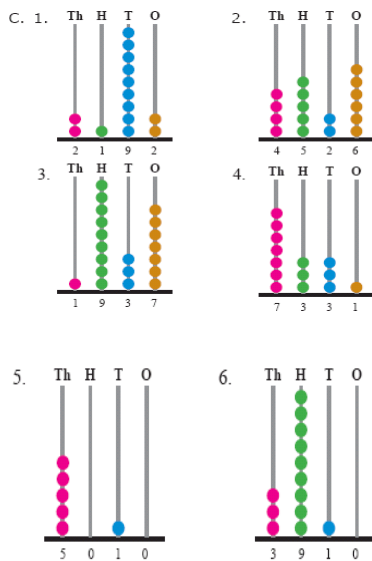 C. 1. Th H T O
2 1 9 2
2. Th H T O
4 5 2 6
3. Th H T O
1 9 3 7
4. Th H T O
7 3 3 1
5. Th H T O
5 0 1 0
6. Th H T O
3 9 1 0